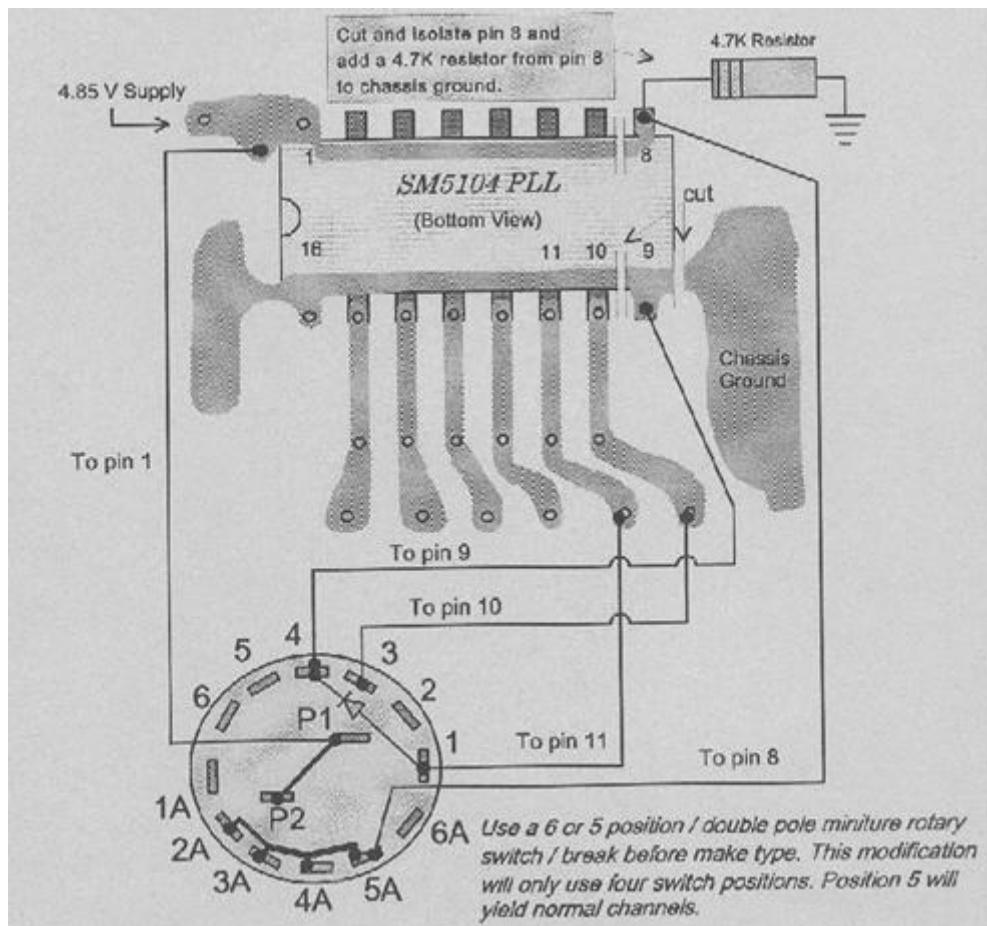 Cut and isolate pin 8 and
add a 4.7K resistor from pin 8
to chassis ground.
4.7K Resistor
4.85 V Supply
1
8
SM5104 PLL
(Bottom View)
cut
16
11
10
9
Chassis
Ground
To pin 1
To pin 9
To pin 10
4
3
5
2
6
P1
1
To pin 11
To pin 8
1A
P2
6A
2A
3A
4A
5A
Use a 6 or 5 position / double pole miniture rotary
switch / break before make type. This modification
will only use four switch positions. Position 5 will
yield normal channels.